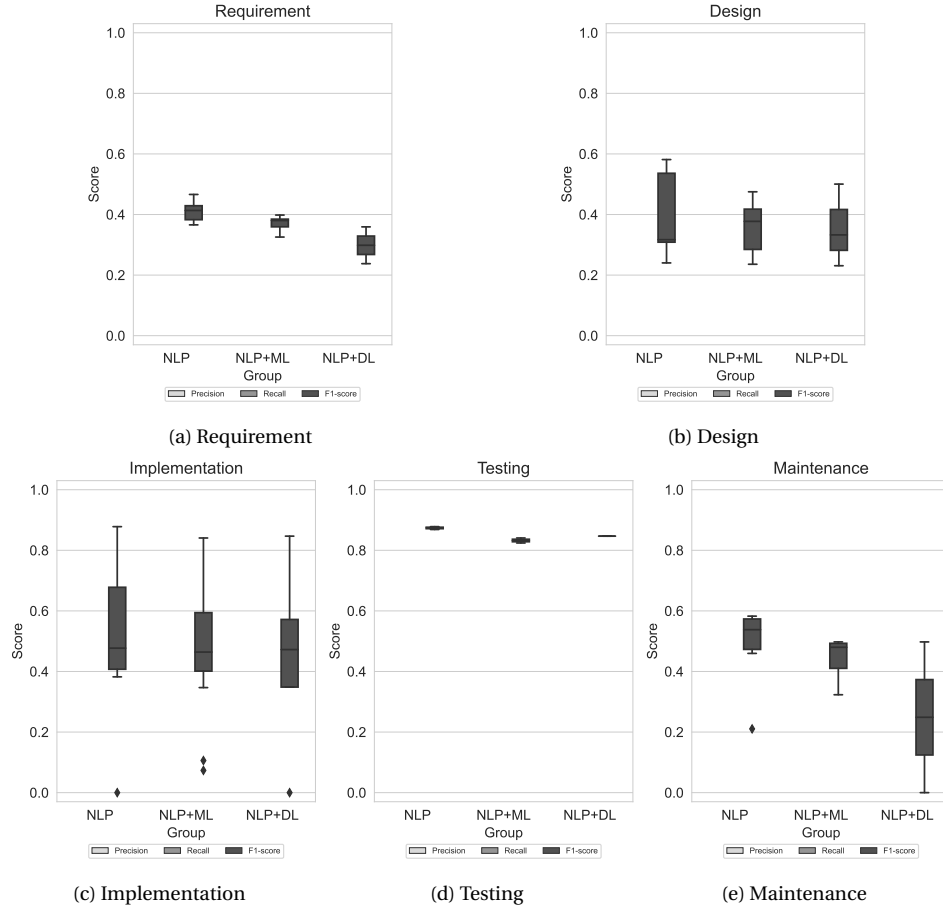 Requirement
1.0
0.8
0.6
0.4
0.2
0.0
Score
NLP NLP+ML NLP+DL
Group
Precision Recall F1-score
(a) Requirement
Design
1.0
0.8
0.6
0.4
0.2
0.0
Score
NLP NLP+ML NLP+DL
Group
Precision Recall F1-score
(b) Design
Implementation
1.0
0.8
0.6
0.4
0.2
0.0
Score
NLP NLP+ML NLP+DL
Group
Precision Recall F1-score
(c) Implementation
Testing
1.0
0.8
0.6
0.4
0.2
0.0
Score
NLP NLP+ML NLP+DL
Group
Precision Recall F1-score
(d) Testing
Maintenance
1.0
0.8
0.6
0.4
0.2
0.0
Score
NLP NLP+ML NLP+DL
Group
Precision Recall F1-score
(e) Maintenance